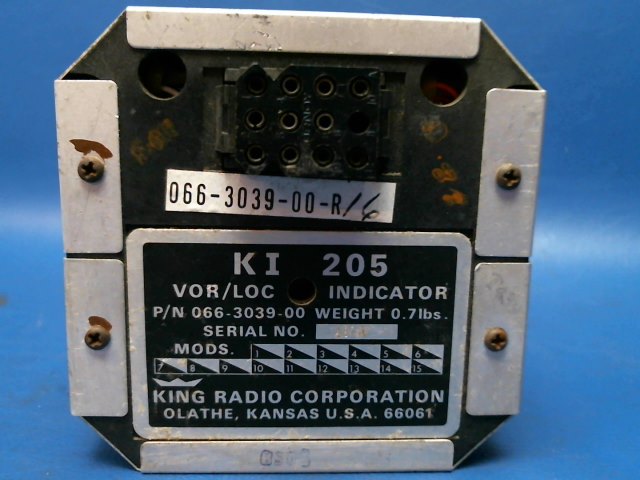 066-3039-00-R/6
KI 205
VOR/LOC INDICATOR
P/N 066-3039-00 WEIGHT 0.7lbs.
SERIAL NO.
MODS. 1 2 3 4 5 6
7 8 9 10 11 12 13 14 15
KING RADIO CORPORATION
OLATHE, KANSAS U.S.A. 66061